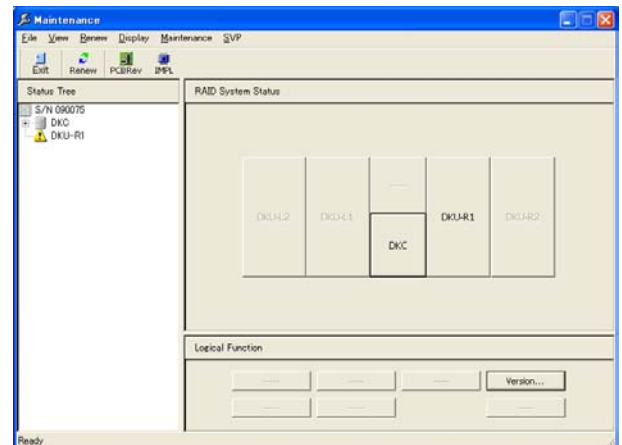 Maintenance
File View Renew Display Maintenance SVP
Exit Renew PCBRev IMPL
Status Tree
S/N 090075
DKC
DKU-R1
RAID System Status
DKU-L2 DKU-L1 DKU-R1 DKU-R2
DKC
Logical Function
Version...
Ready